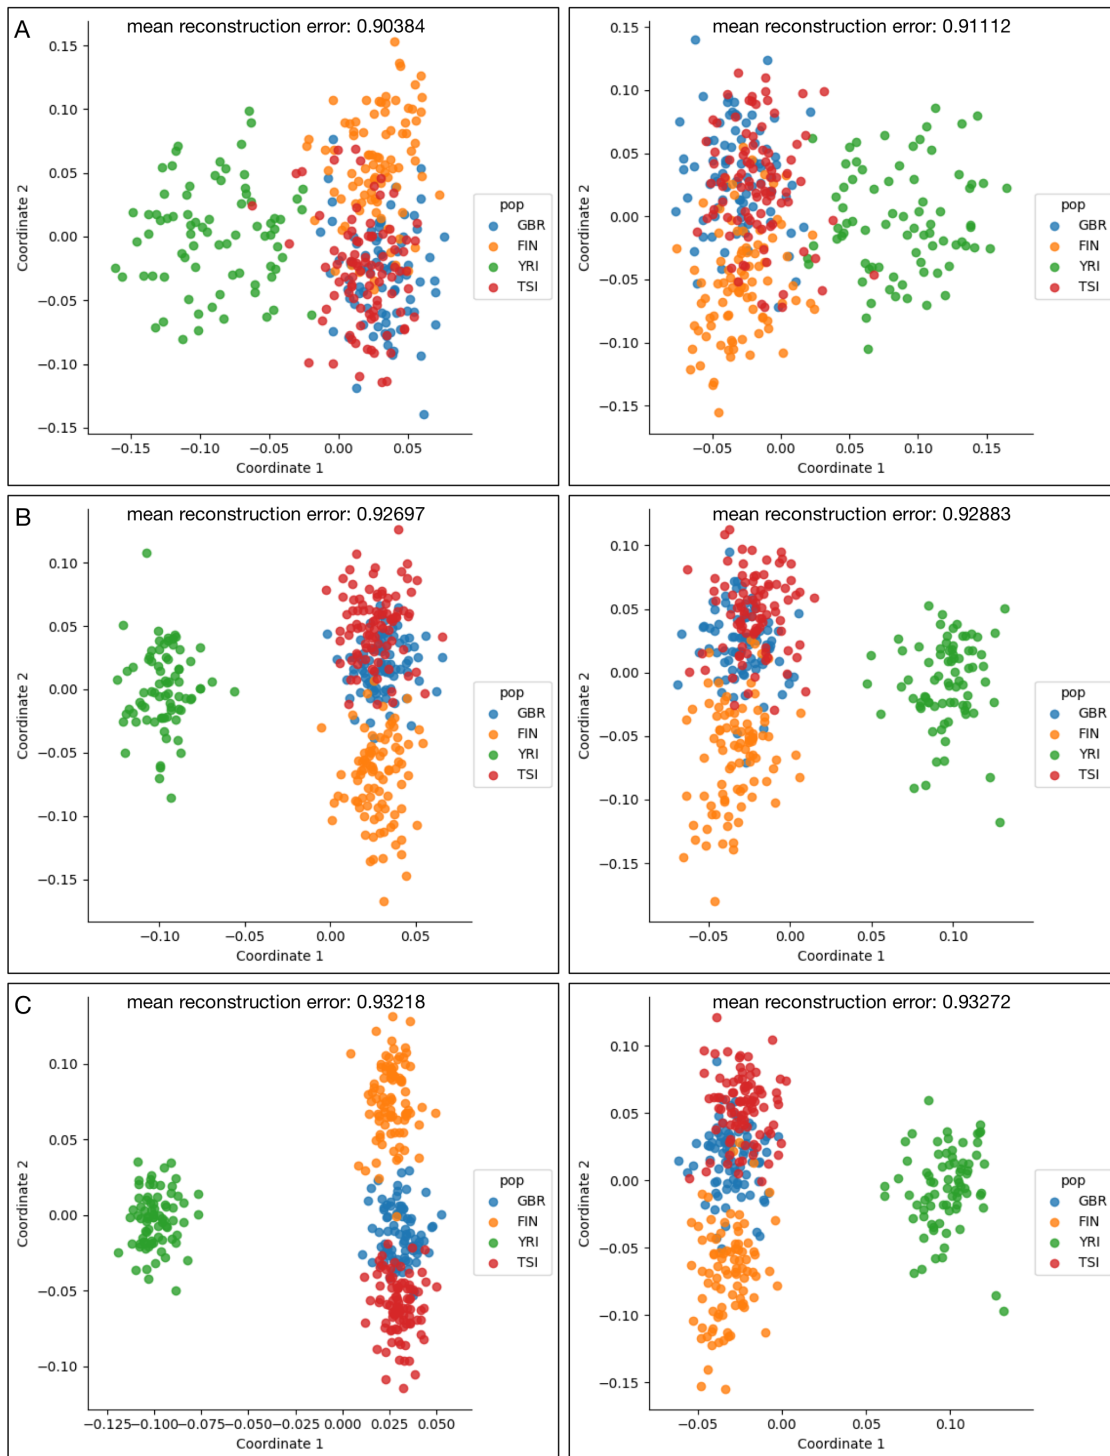 A
mean reconstruction error: 0.90384
0.15
0.10
0.05
0.00
−0.05
−0.10
−0.15
Coordinate 2
−0.15 −0.10 −0.05 0.00 0.05
Coordinate 1
pop
GBR
FIN
YRI
TSI
mean reconstruction error: 0.91112
0.15
0.10
0.05
0.00
−0.05
−0.10
−0.15
Coordinate 2
−0.05 0.00 0.05 0.10 0.15
Coordinate 1
pop
GBR
FIN
YRI
TSI
B
mean reconstruction error: 0.92697
0.10
0.05
0.00
−0.05
−0.10
−0.15
Coordinate 2
−0.10 −0.05 0.00 0.05
Coordinate 1
pop
GBR
FIN
YRI
TSI
mean reconstruction error: 0.92883
0.10
0.05
0.00
−0.05
−0.10
−0.15
Coordinate 2
−0.05 0.00 0.05 0.10
Coordinate 1
pop
GBR
FIN
YRI
TSI
C
mean reconstruction error: 0.93218
0.10
0.05
0.00
−0.05
−0.10
Coordinate 2
−0.125−0.100−0.075−0.050−0.025 0.000 0.025 0.050
Coordinate 1
pop
GBR
FIN
YRI
TSI
mean reconstruction error: 0.93272
0.10
0.05
0.00
−0.05
−0.10
−0.15
Coordinate 2
−0.05 0.00 0.05 0.10
Coordinate 1
pop
GBR
FIN
YRI
TSI